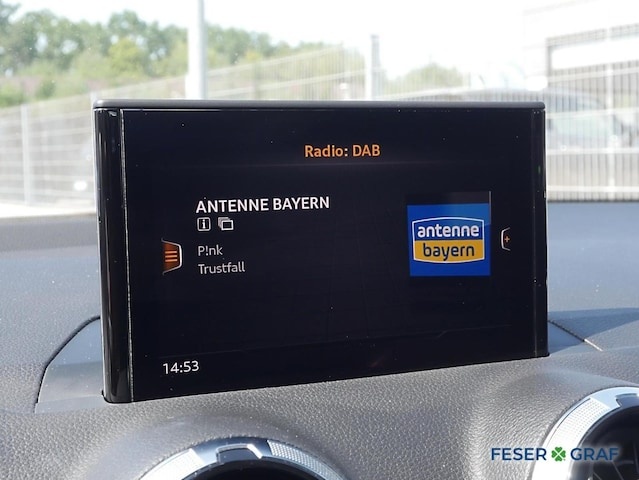 Radio: DAB
ANTENNE BAYERN
P!nk
Trustfall
antenne
bayern
14:53
FESER GRAF